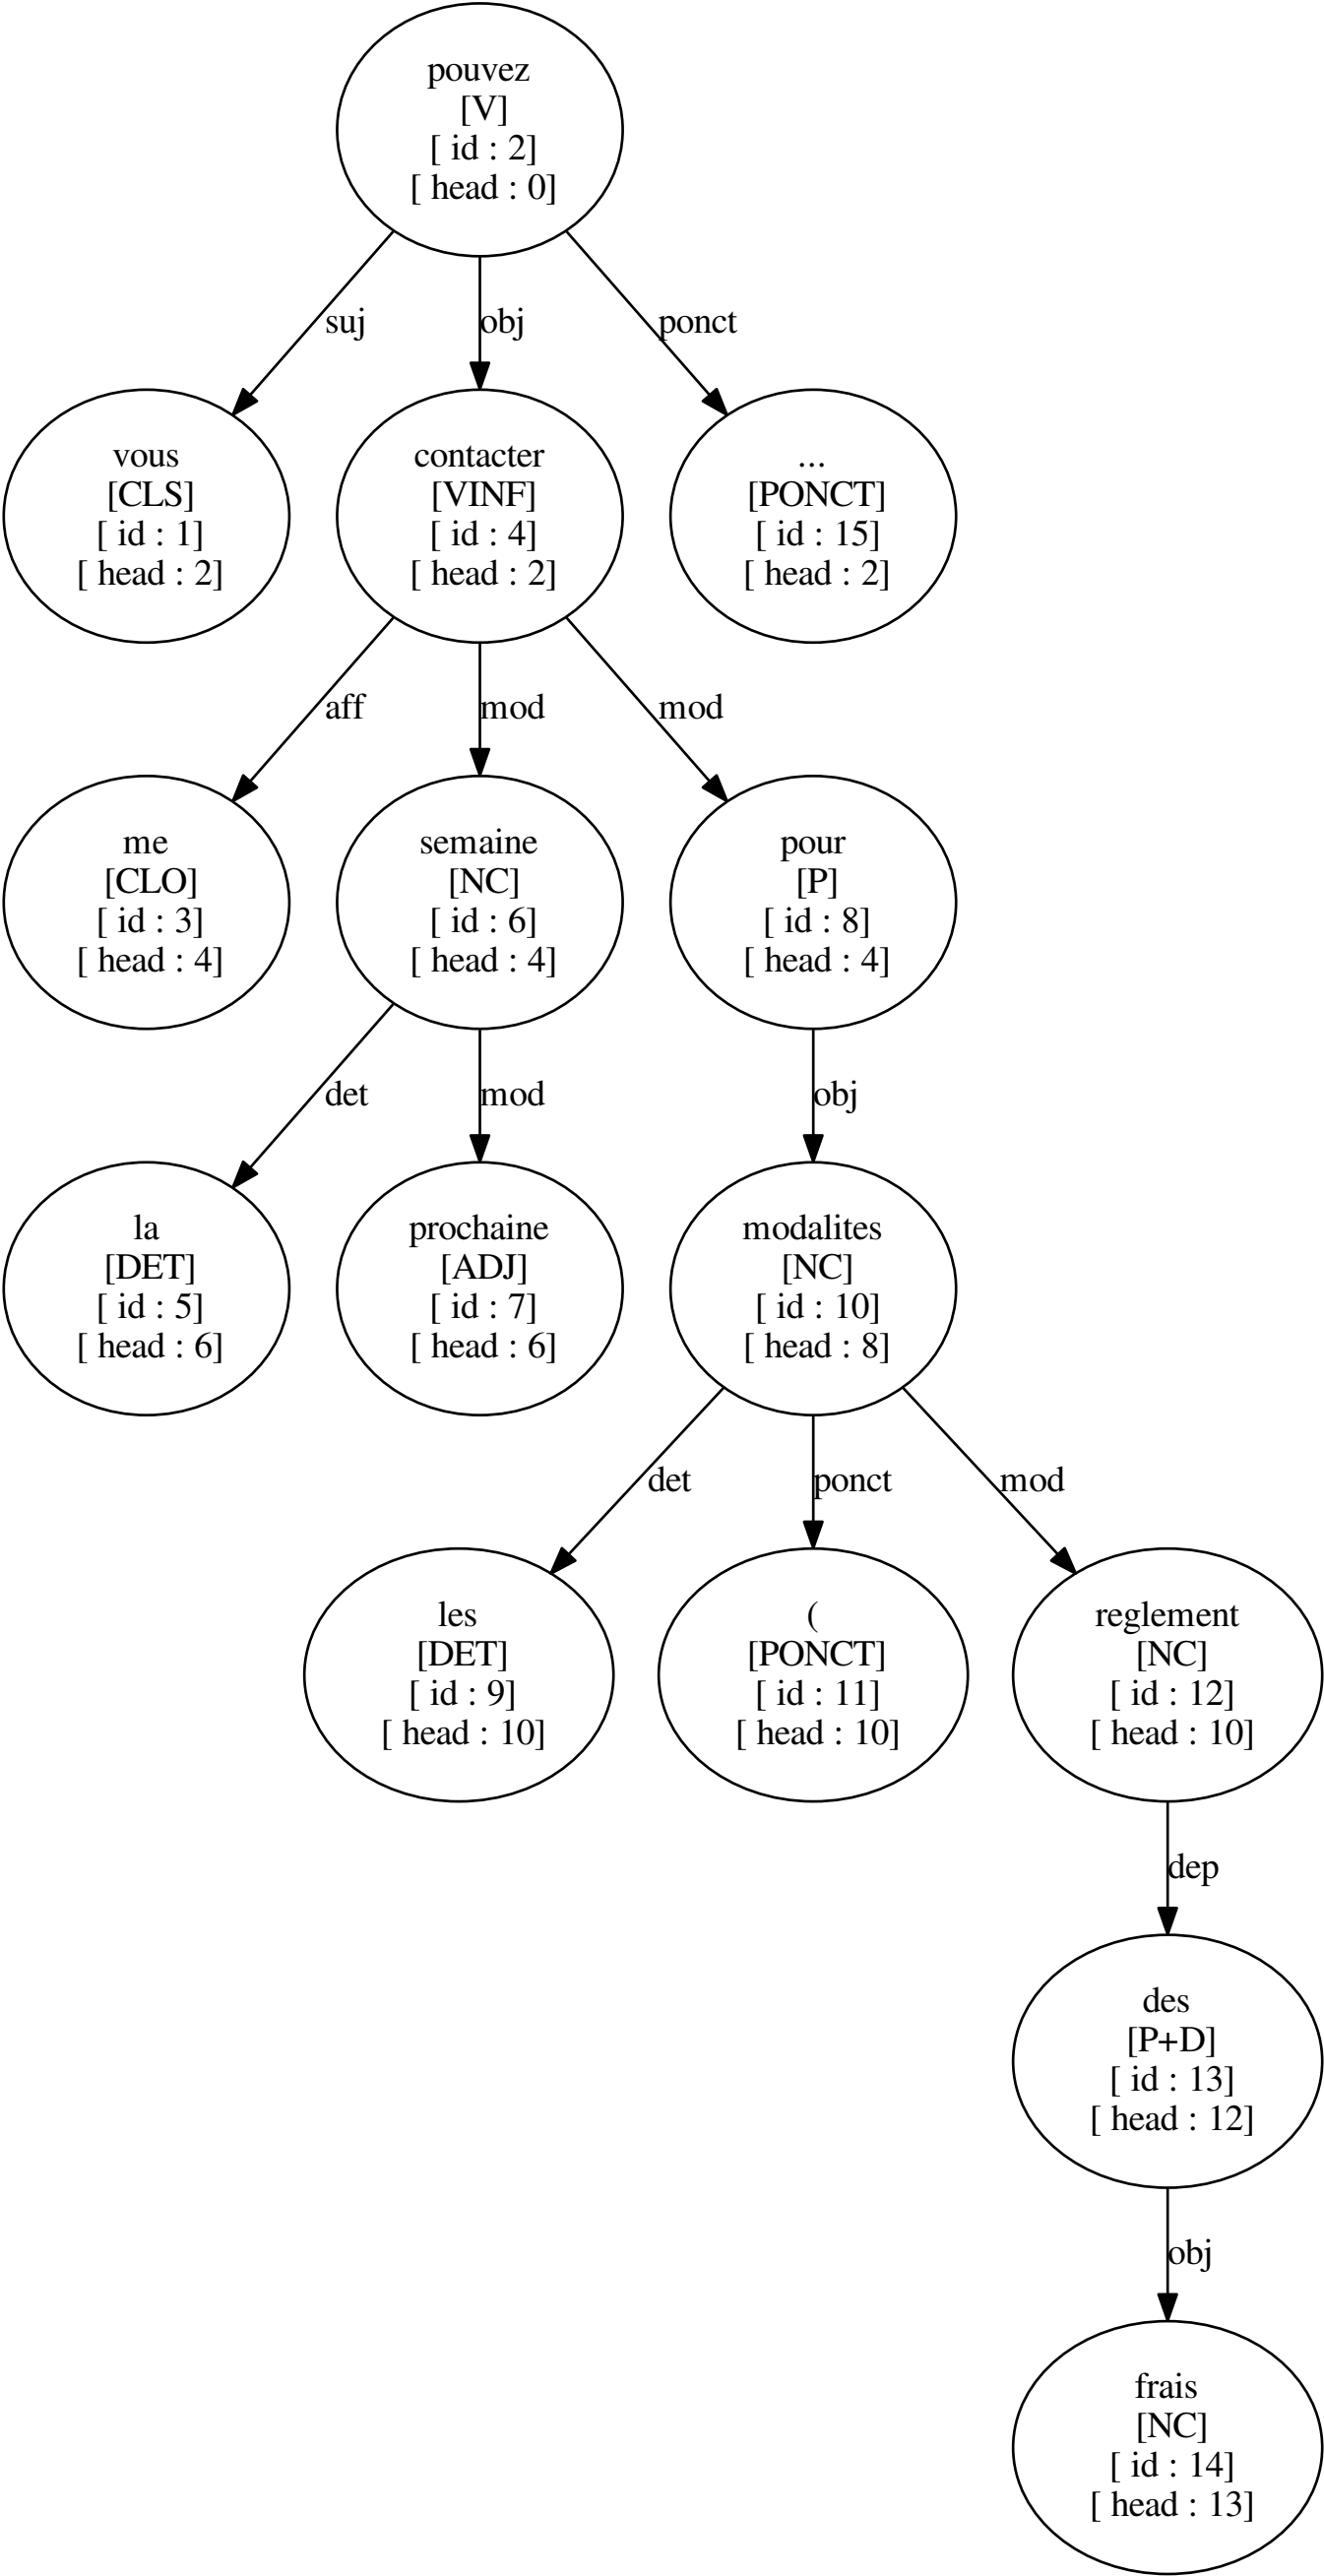 pouvez
[V]
[ id : 2]
[ head : 0]
suj
obj
ponct
vous
[CLS]
[ id : 1]
[ head : 2]
contacter
[VINF]
[ id : 4]
[ head : 2]
...
[PONCT]
[ id : 15]
[ head : 2]
aff
mod
mod
me
[CLO]
[ id : 3]
[ head : 4]
semaine
[NC]
[ id : 6]
[ head : 4]
pour
[P]
[ id : 8]
[ head : 4]
det
mod
obj
la
[DET]
[ id : 5]
[ head : 6]
prochaine
[ADJ]
[ id : 7]
[ head : 6]
modalites
[NC]
[ id : 10]
[ head : 8]
det
ponct
mod
les
[DET]
[ id : 9]
[ head : 10]
(
[PONCT]
[ id : 11]
[ head : 10]
reglement
[NC]
[ id : 12]
[ head : 10]
dep
des
[P+D]
[ id : 13]
[ head : 12]
obj
frais
[NC]
[ id : 14]
[ head : 13]